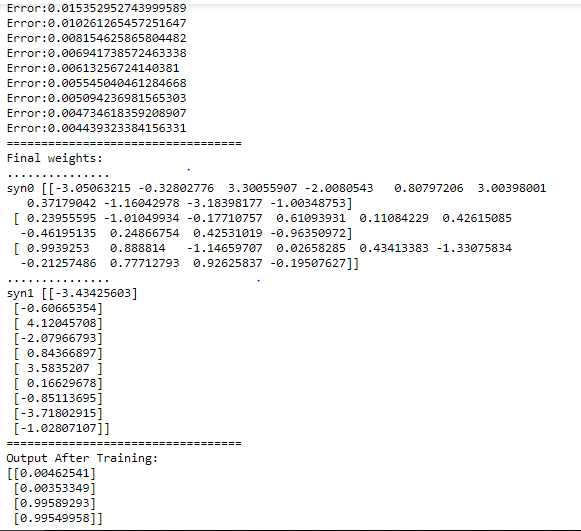 Error:0.015352952743999589
Error:0.010261265457251647
Error:0.008154625865804482
Error:0.006941738572463338
Error:0.00613256724140381
Error:0.005545040461284668
Error:0.005094236981565303
Error:0.004734618359208907
Error:0.004439323384156331
==================================
Final weights:
...............
syn0 [[-3.05063215 -0.32802776  3.30055907 -2.0080543   0.80797206  3.00398001
   0.37179042 -1.16042978 -3.18398177 -1.00348753]
 [ 0.23955595 -1.01049934 -0.17710757  0.61093931  0.11084229  0.42615085
  -0.46195135  0.24866754  0.42531019 -0.96350972]
 [ 0.9939253   0.888814   -1.14659707  0.02658285  0.43413383 -1.33075834
  -0.21257486  0.77712793  0.92625837 -0.19507627]]
...............
syn1 [[-3.43425603]
 [-0.60665354]
 [ 4.12045708]
 [-2.07966793]
 [ 0.84366897]
 [ 3.5835207 ]
 [ 0.16629678]
 [-0.85113695]
 [-3.71802915]
 [-1.02807107]]
==================================
Output After Training:
[[0.00462541]
 [0.00353349]
 [0.99589293]
 [0.99549958]]